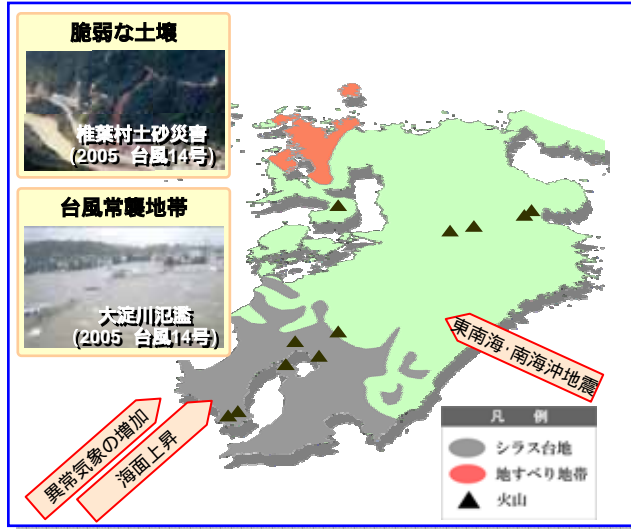 脆弱な土壌
椎葉村土砂災害
(2005 台風14号)
台風常襲地帯
大淀川氾濫
(2005 台風14号)
東南海・南海沖地震
異常気象の増加
海面上昇
凡 例
シラス台地
地すべり地帯
火山